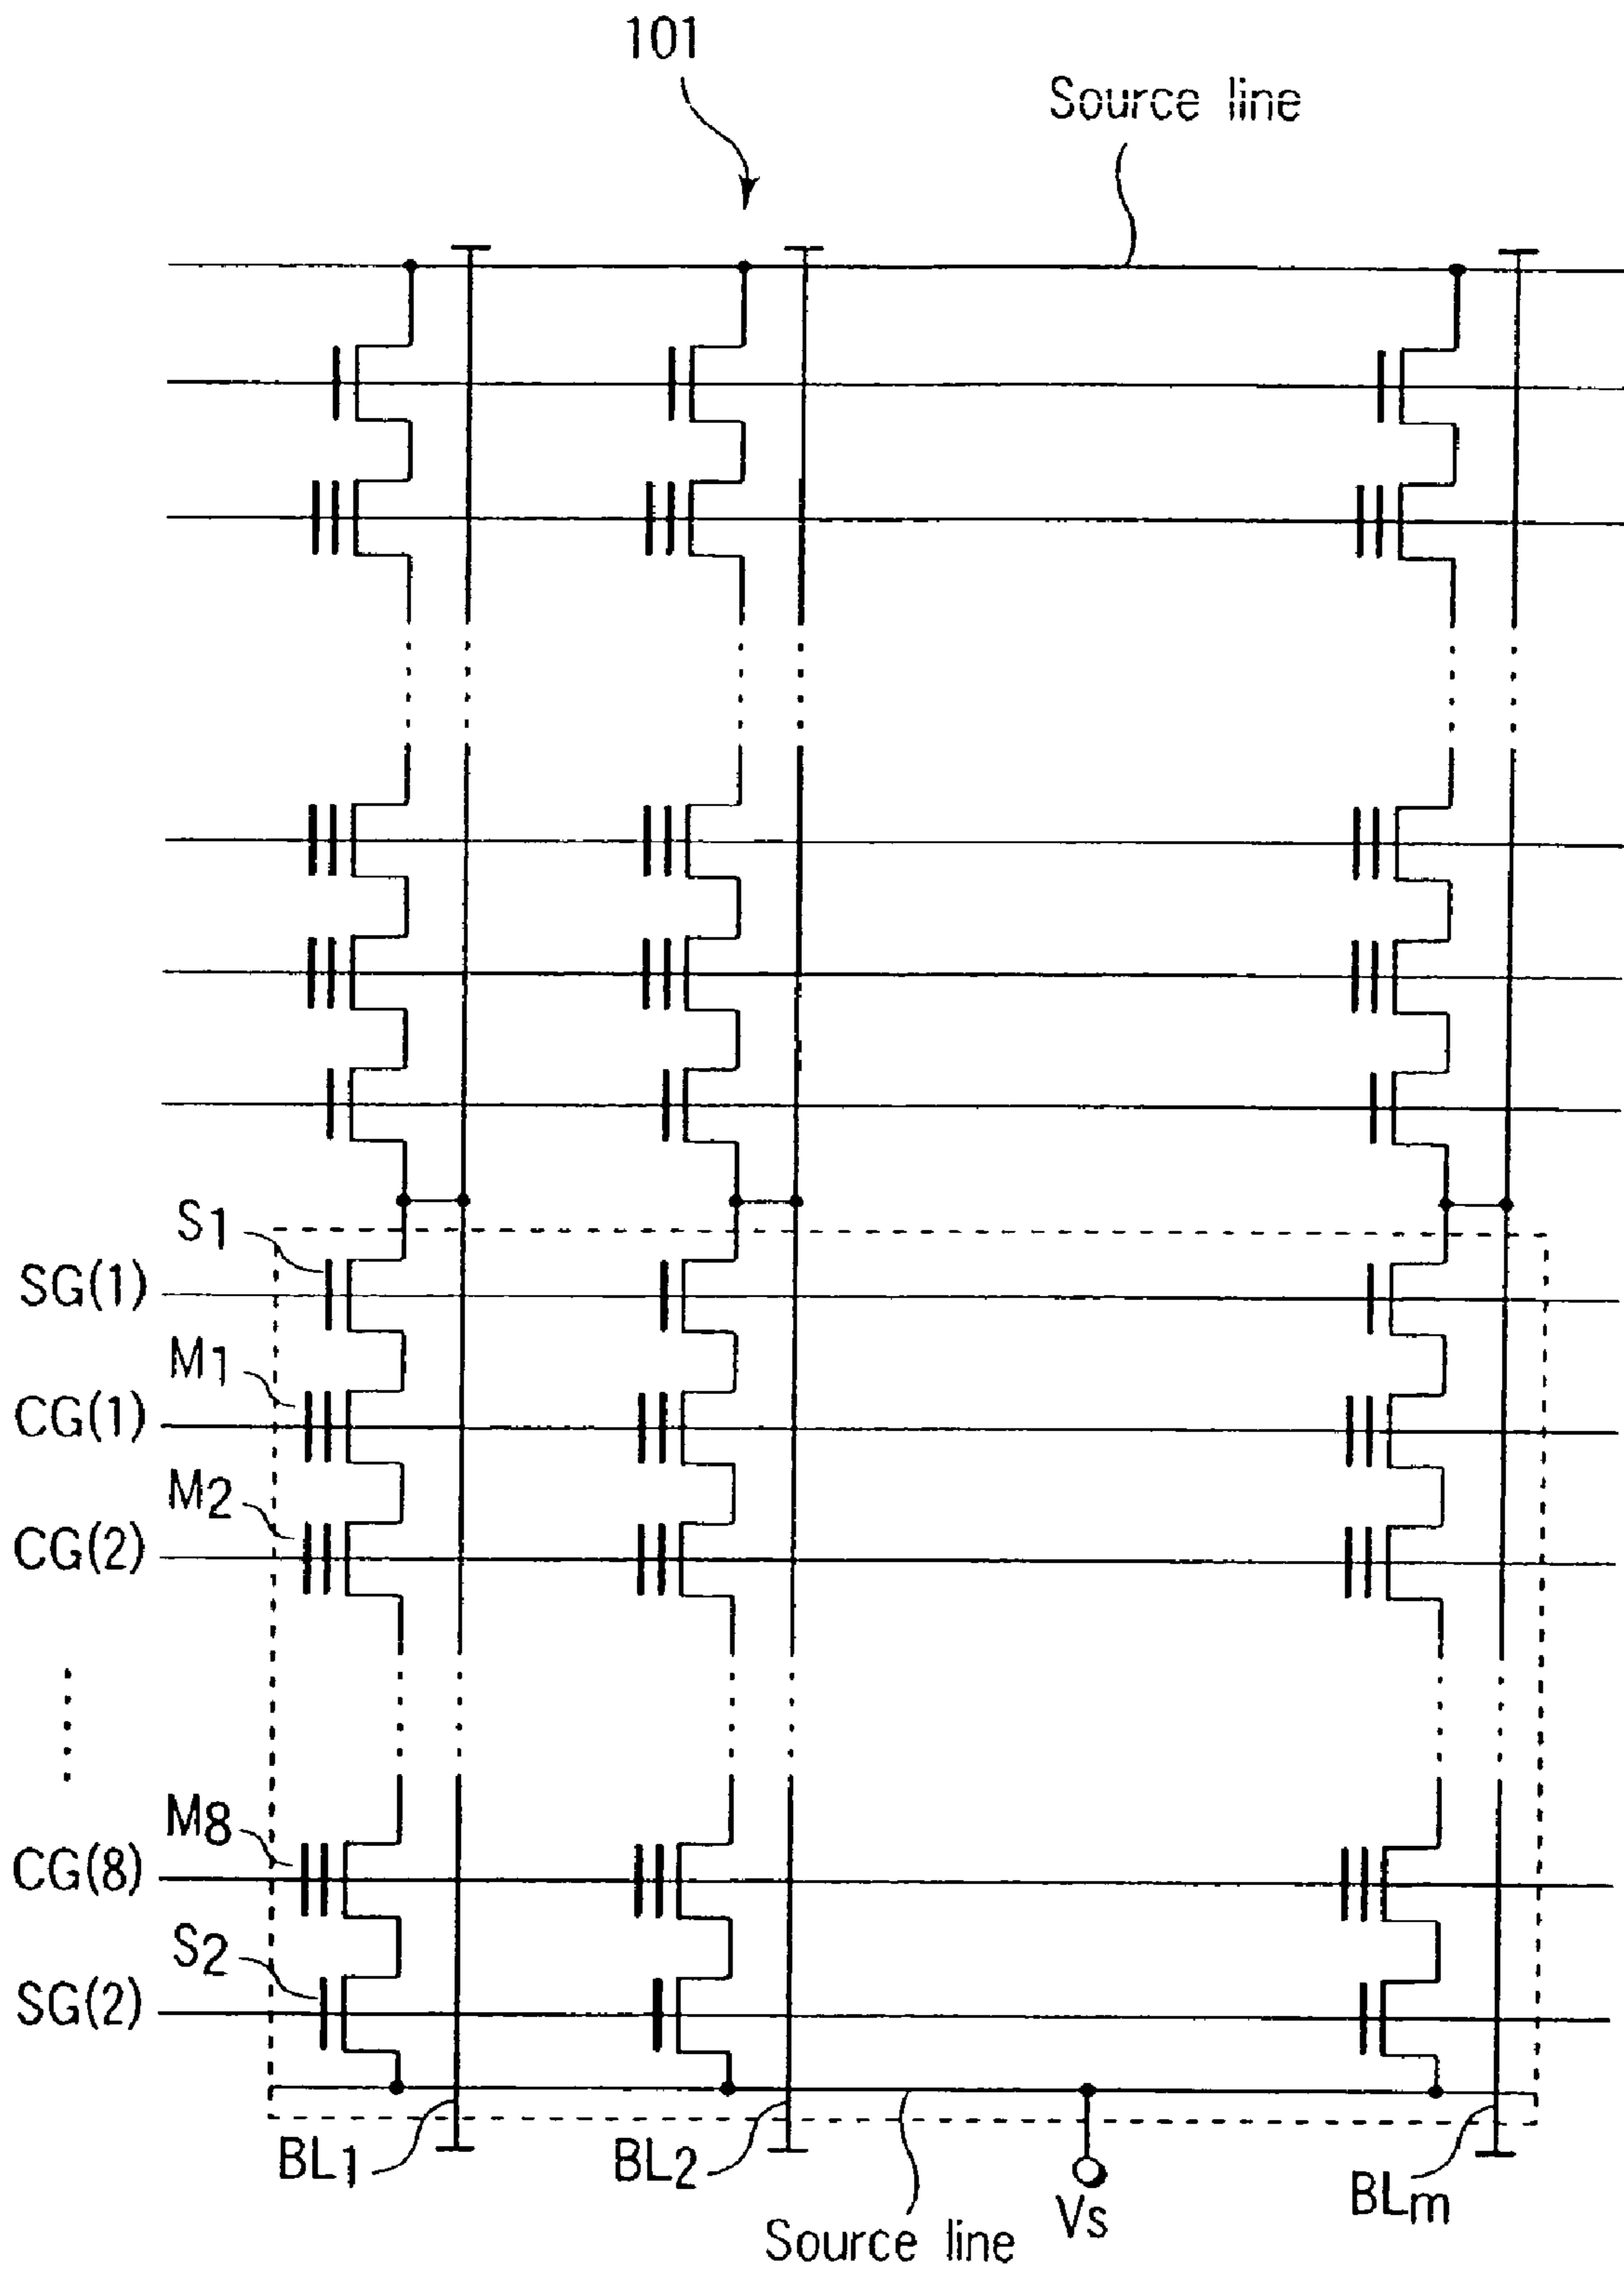 101
Source line
S1
SG(1)
M1
CG(1)
M2
CG(2)
M8
CG(8)
S2
SG(2)
BL1
BL2
BLm
Vs
Source line